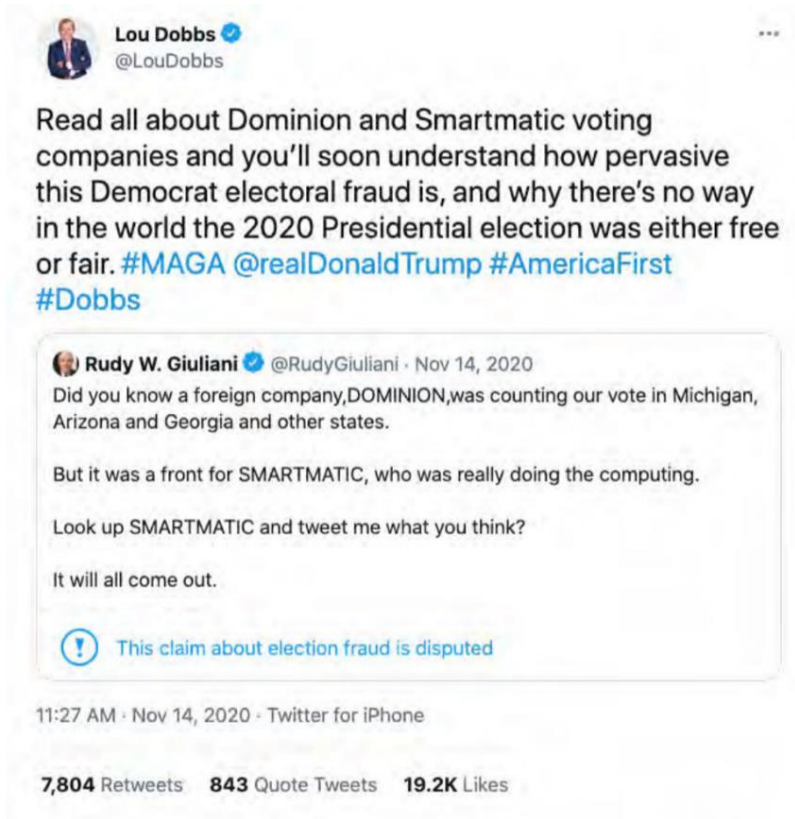 Lou Dobbs
@LouDobbs
Read all about Dominion and Smartmatic voting
companies and you'll soon understand how pervasive
this Democrat electoral fraud is, and why there's no way
in the world the 2020 Presidential election was either free
or fair. #MAGA @realDonaldTrump #AmericaFirst
#Dobbs
Rudy W. Giuliani @RudyGiuliani · Nov 14, 2020
Did you know a foreign company,DOMINION,was counting our vote in Michigan,
Arizona and Georgia and other states.
But it was a front for SMARTMATIC, who was really doing the computing.
Look up SMARTMATIC and tweet me what you think?
It will all come out.
This claim about election fraud is disputed
11:27 AM · Nov 14, 2020 · Twitter for iPhone
7,804 Retweets 843 Quote Tweets 19.2K Likes